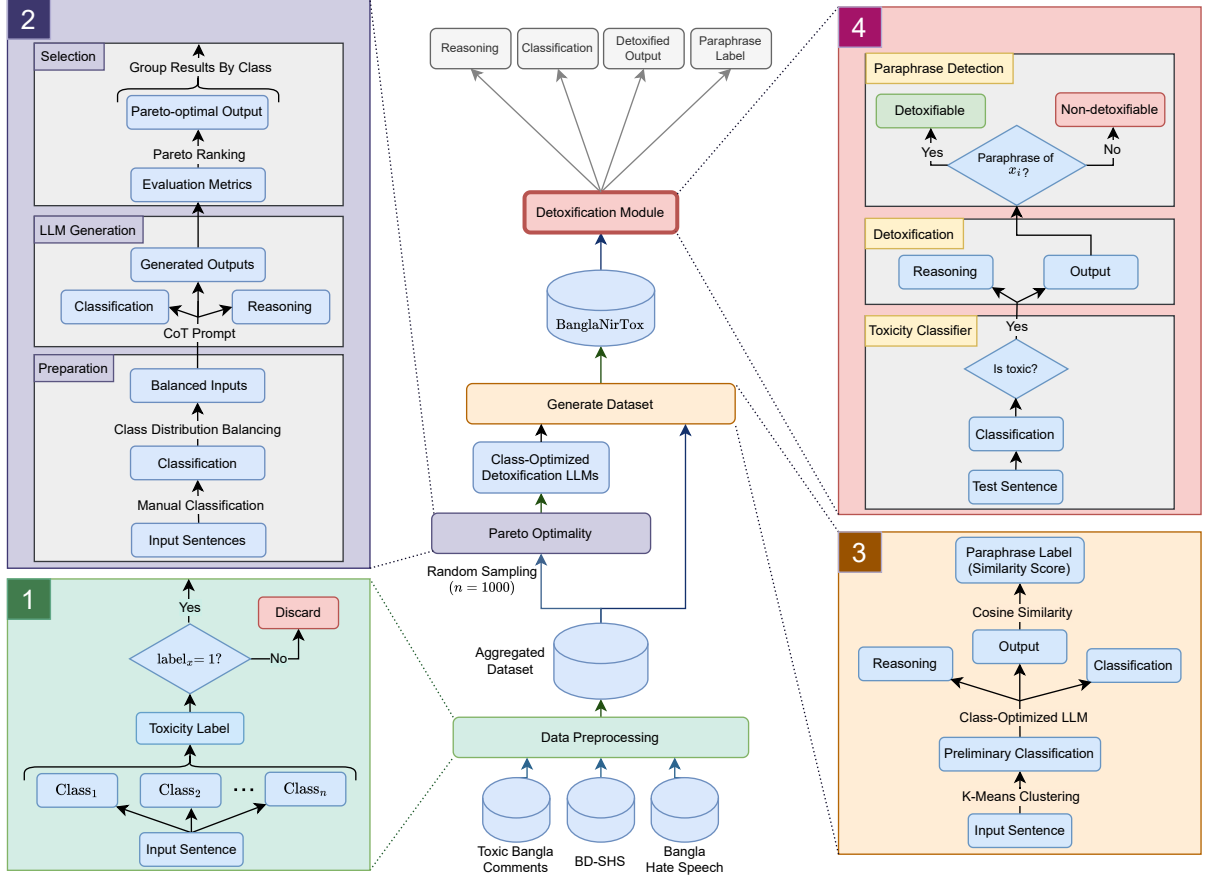 2
Selection
Group Results By Class
Pareto-optimal Output
Pareto Ranking
Evaluation Metrics
LLM Generation
Generated Outputs
Classification
Reasoning
CoT Prompt
Preparation
Balanced Inputs
Class Distribution Balancing
Classification
Manual Classification
Input Sentences
1
Yes
Discard
label_x = 1?
No
Toxicity Label
Class_1
Class_2
...
Class_n
Input Sentence
Reasoning
Classification
Detoxified
Output
Paraphrase
Label
Detoxification Module
BanglaNirTox
Generate Dataset
Class-Optimized
Detoxification LLMs
Pareto Optimality
Random Sampling
(n = 1000)
Aggregated
Dataset
Data Preprocessing
Toxic Bangla
Comments
BD-SHS
Bangla
Hate Speech
4
Paraphrase Detection
Detoxifiable
Non-detoxifiable
Yes
Paraphrase of
x_i?
No
Detoxification
Reasoning
Output
Yes
Toxicity Classifier
Is toxic?
Classification
Test Sentence
3
Paraphrase Label
(Similarity Score)
Cosine Similarity
Output
Reasoning
Classification
Class-Optimized LLM
Preliminary Classification
K-Means Clustering
Input Sentence